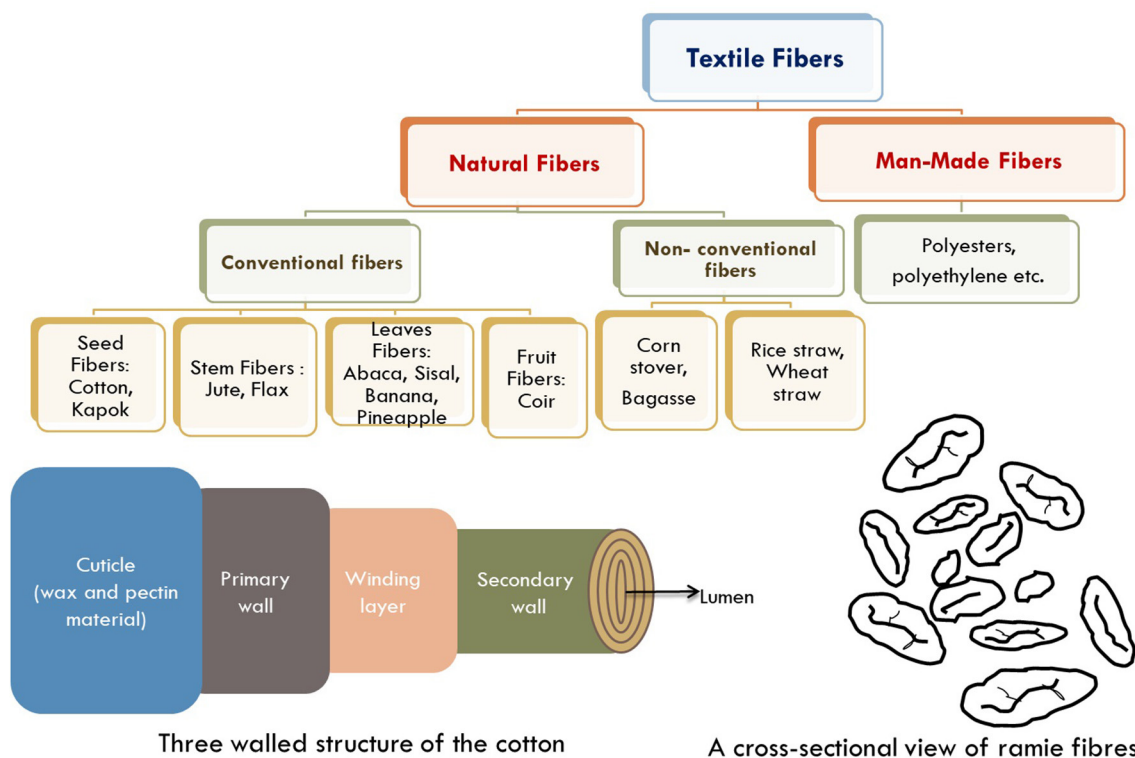 Textile Fibers
Natural Fibers
Man-Made Fibers
Conventional fibers
Non- conventional
fibers
Polyesters,
polyethylene etc.
Seed
Fibers:
Cotton,
Kapok
Stem Fibers :
Jute, Flax
Leaves
Fibers:
Abaca, Sisal,
Banana,
Pineapple
Fruit
Fibers:
Coir
Corn
stover,
Bagasse
Rice straw,
Wheat
straw
Cuticle
(wax and pectin
material)
Primary
wall
Winding
layer
Secondary
wall
Lumen
Three walled structure of the cotton
A cross-sectional view of ramie fibres